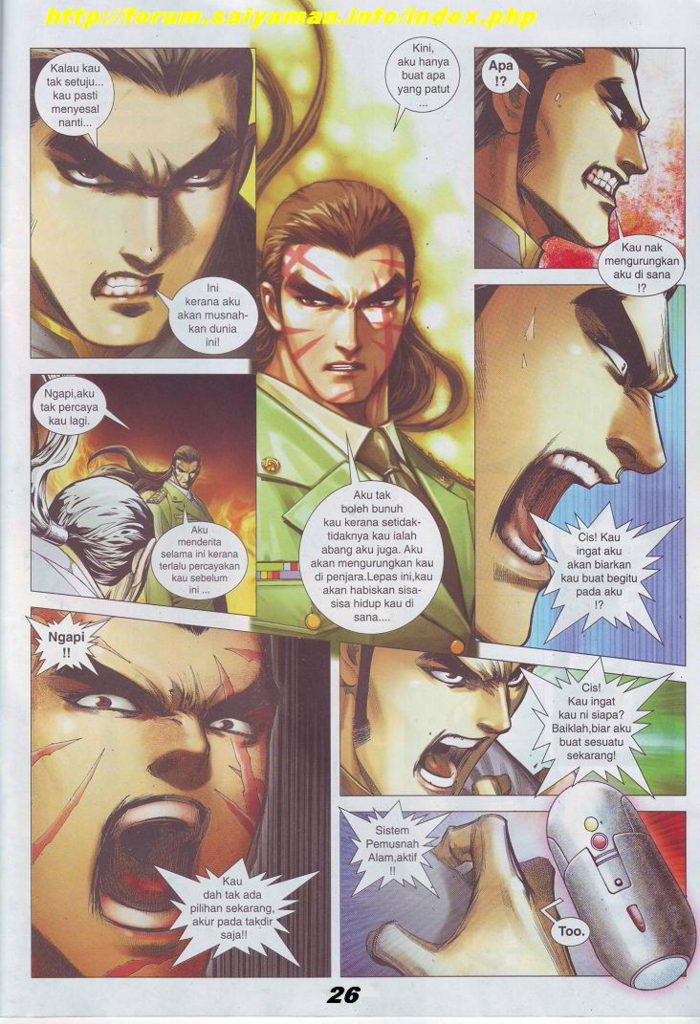 http://forum.saiyaman.info/index.php
Kalau kau
tak setuju...
kau pasti
menyesal
nanti...
Ini
kerana aku
akan musnah-
kan dunia
ini!
Kini,
aku hanya
buat apa
yang patut
...
Apa
!?
Kau nak
mengurungkan
aku di sana
!?
Ngapi,aku
tak percaya
kau lagi.
Aku
menderita
selama ini kerana
terlalu percayakan
kau sebelum
ini ...
Aku tak
boleh bunuh
kau kerana setidak-
tidaknya kau ialah
abang aku juga. Aku
akan mengenakan kau
di penjara.Lepas ini,kau
akan habiskan sisa-
sisa hidup kau di
sana....
Cis! Kau
ingat aku
akan biarkan
kau buat begitu
pada aku
!?
Ngapi
!!
Kau
dah tak ada
pilihan sekarang,
akur pada takdir
saja!!
Cis!
Kau ingat
kau ni siapa?
Baiklah,biar aku
buat sesuatu
sekarang!
Sistem
Pemusnah
Alam,aktif
!!
Too.
26